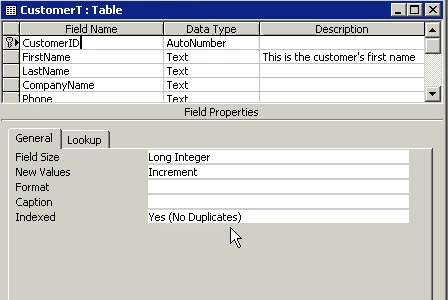 CustomerT : Table
Field Name Data Type Description
CustomerID AutoNumber
FirstName Text This is the customer's first name
LastName Text
CompanyName Text
Phone Text
Field Properties
General Lookup
Field Size Long Integer
New Values Increment
Format
Caption
Indexed Yes (No Duplicates)